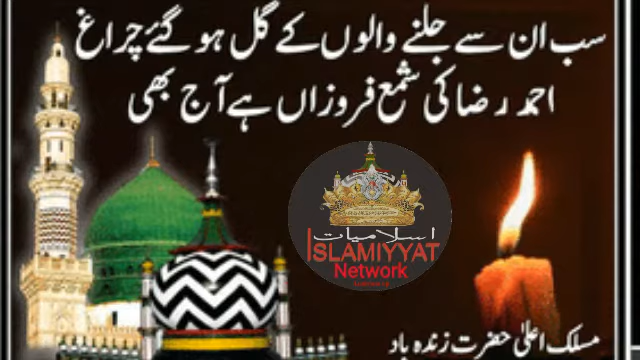 سب ان سے جلنے والوں کے گل ہو گئے چراغ
احمد رضا کی شمع فروزاں ہے آج بھی
اسلامیات
ISLAMIYYAT
Network
مسلک اعلیٰ حضرت زندہ باد